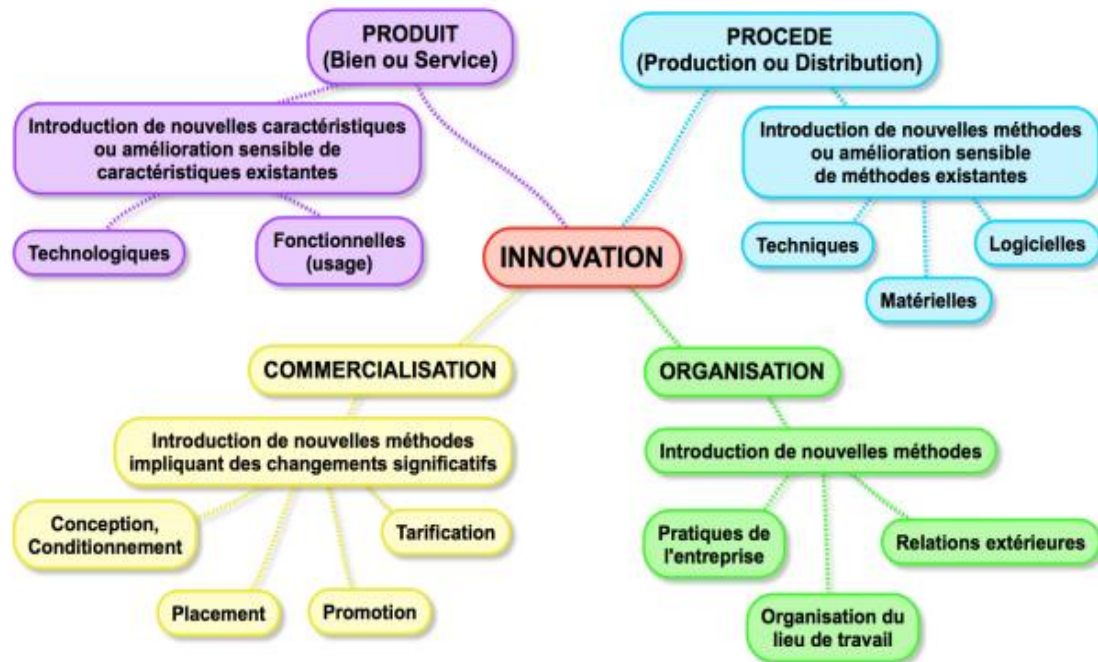 PRODUIT
(Bien ou Service)
Introduction de nouvelles caractéristiques
ou amélioration sensible de
caractéristiques existantes
Technologiques
Fonctionnelles
(usage)
PROCEDE
(Production ou Distribution)
Introduction de nouvelles méthodes
ou amélioration sensible
de méthodes existantes
Techniques
Matérielles
Logicielles
INNOVATION
COMMERCIALISATION
Introduction de nouvelles méthodes
impliquant des changements significatifs
Conception,
Conditionnement
Placement
Promotion
Tarification
ORGANISATION
Introduction de nouvelles méthodes
Pratiques de
l'entreprise
Organisation du
lieu de travail
Relations extérieures